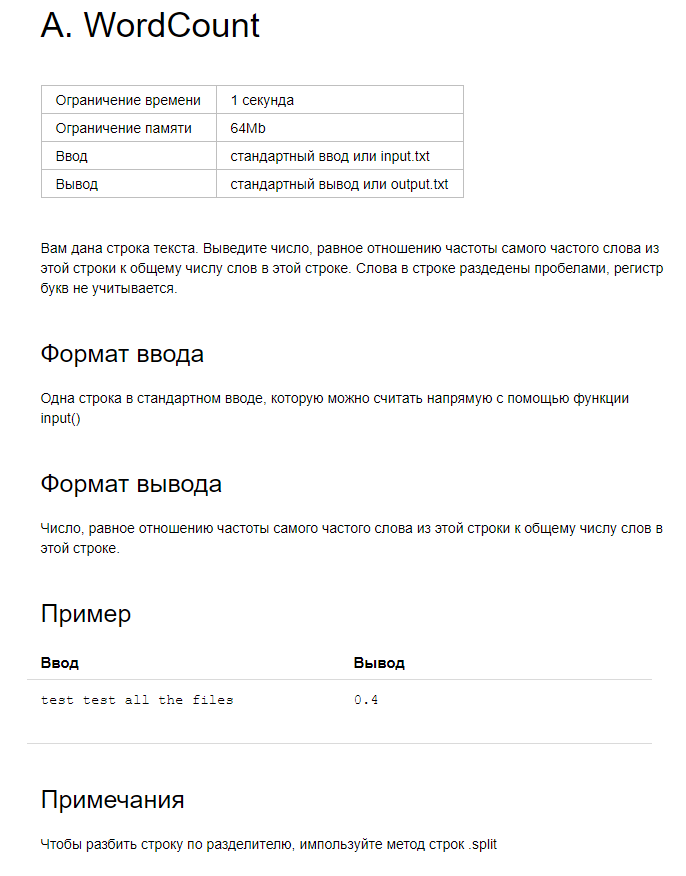 A. WordCount
Ограничение времени 1 секунда
Ограничение памяти 64Mb
Ввод стандартный ввод или input.txt
Вывод стандартный вывод или output.txt
Вам дана строка текста. Выведите число, равное отношению частоты самого частого слова из
этой строки к общему числу слов в этой строке. Слова в строке раздедены пробелами, регистр
букв не учитывается.
Формат ввода
Одна строка в стандартном вводе, которую можно считать напрямую с помощью функции
input()
Формат вывода
Число, равное отношению частоты самого частого слова из этой строки к общему числу слов в
этой строке.
Пример
Ввод Вывод
test test all the files 0.4
Примечания
Чтобы разбить строку по разделителю, импользуйте метод строк .split